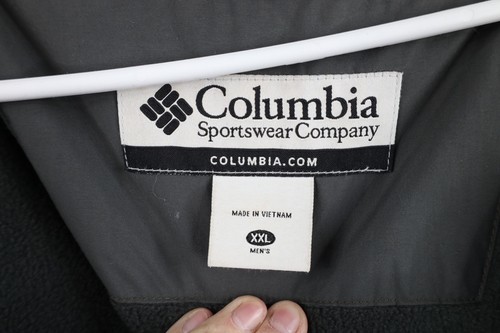 Columbia
Sportswear Company
COLUMBIA.COM
MADE IN VIETNAM
XXL
MEN'S